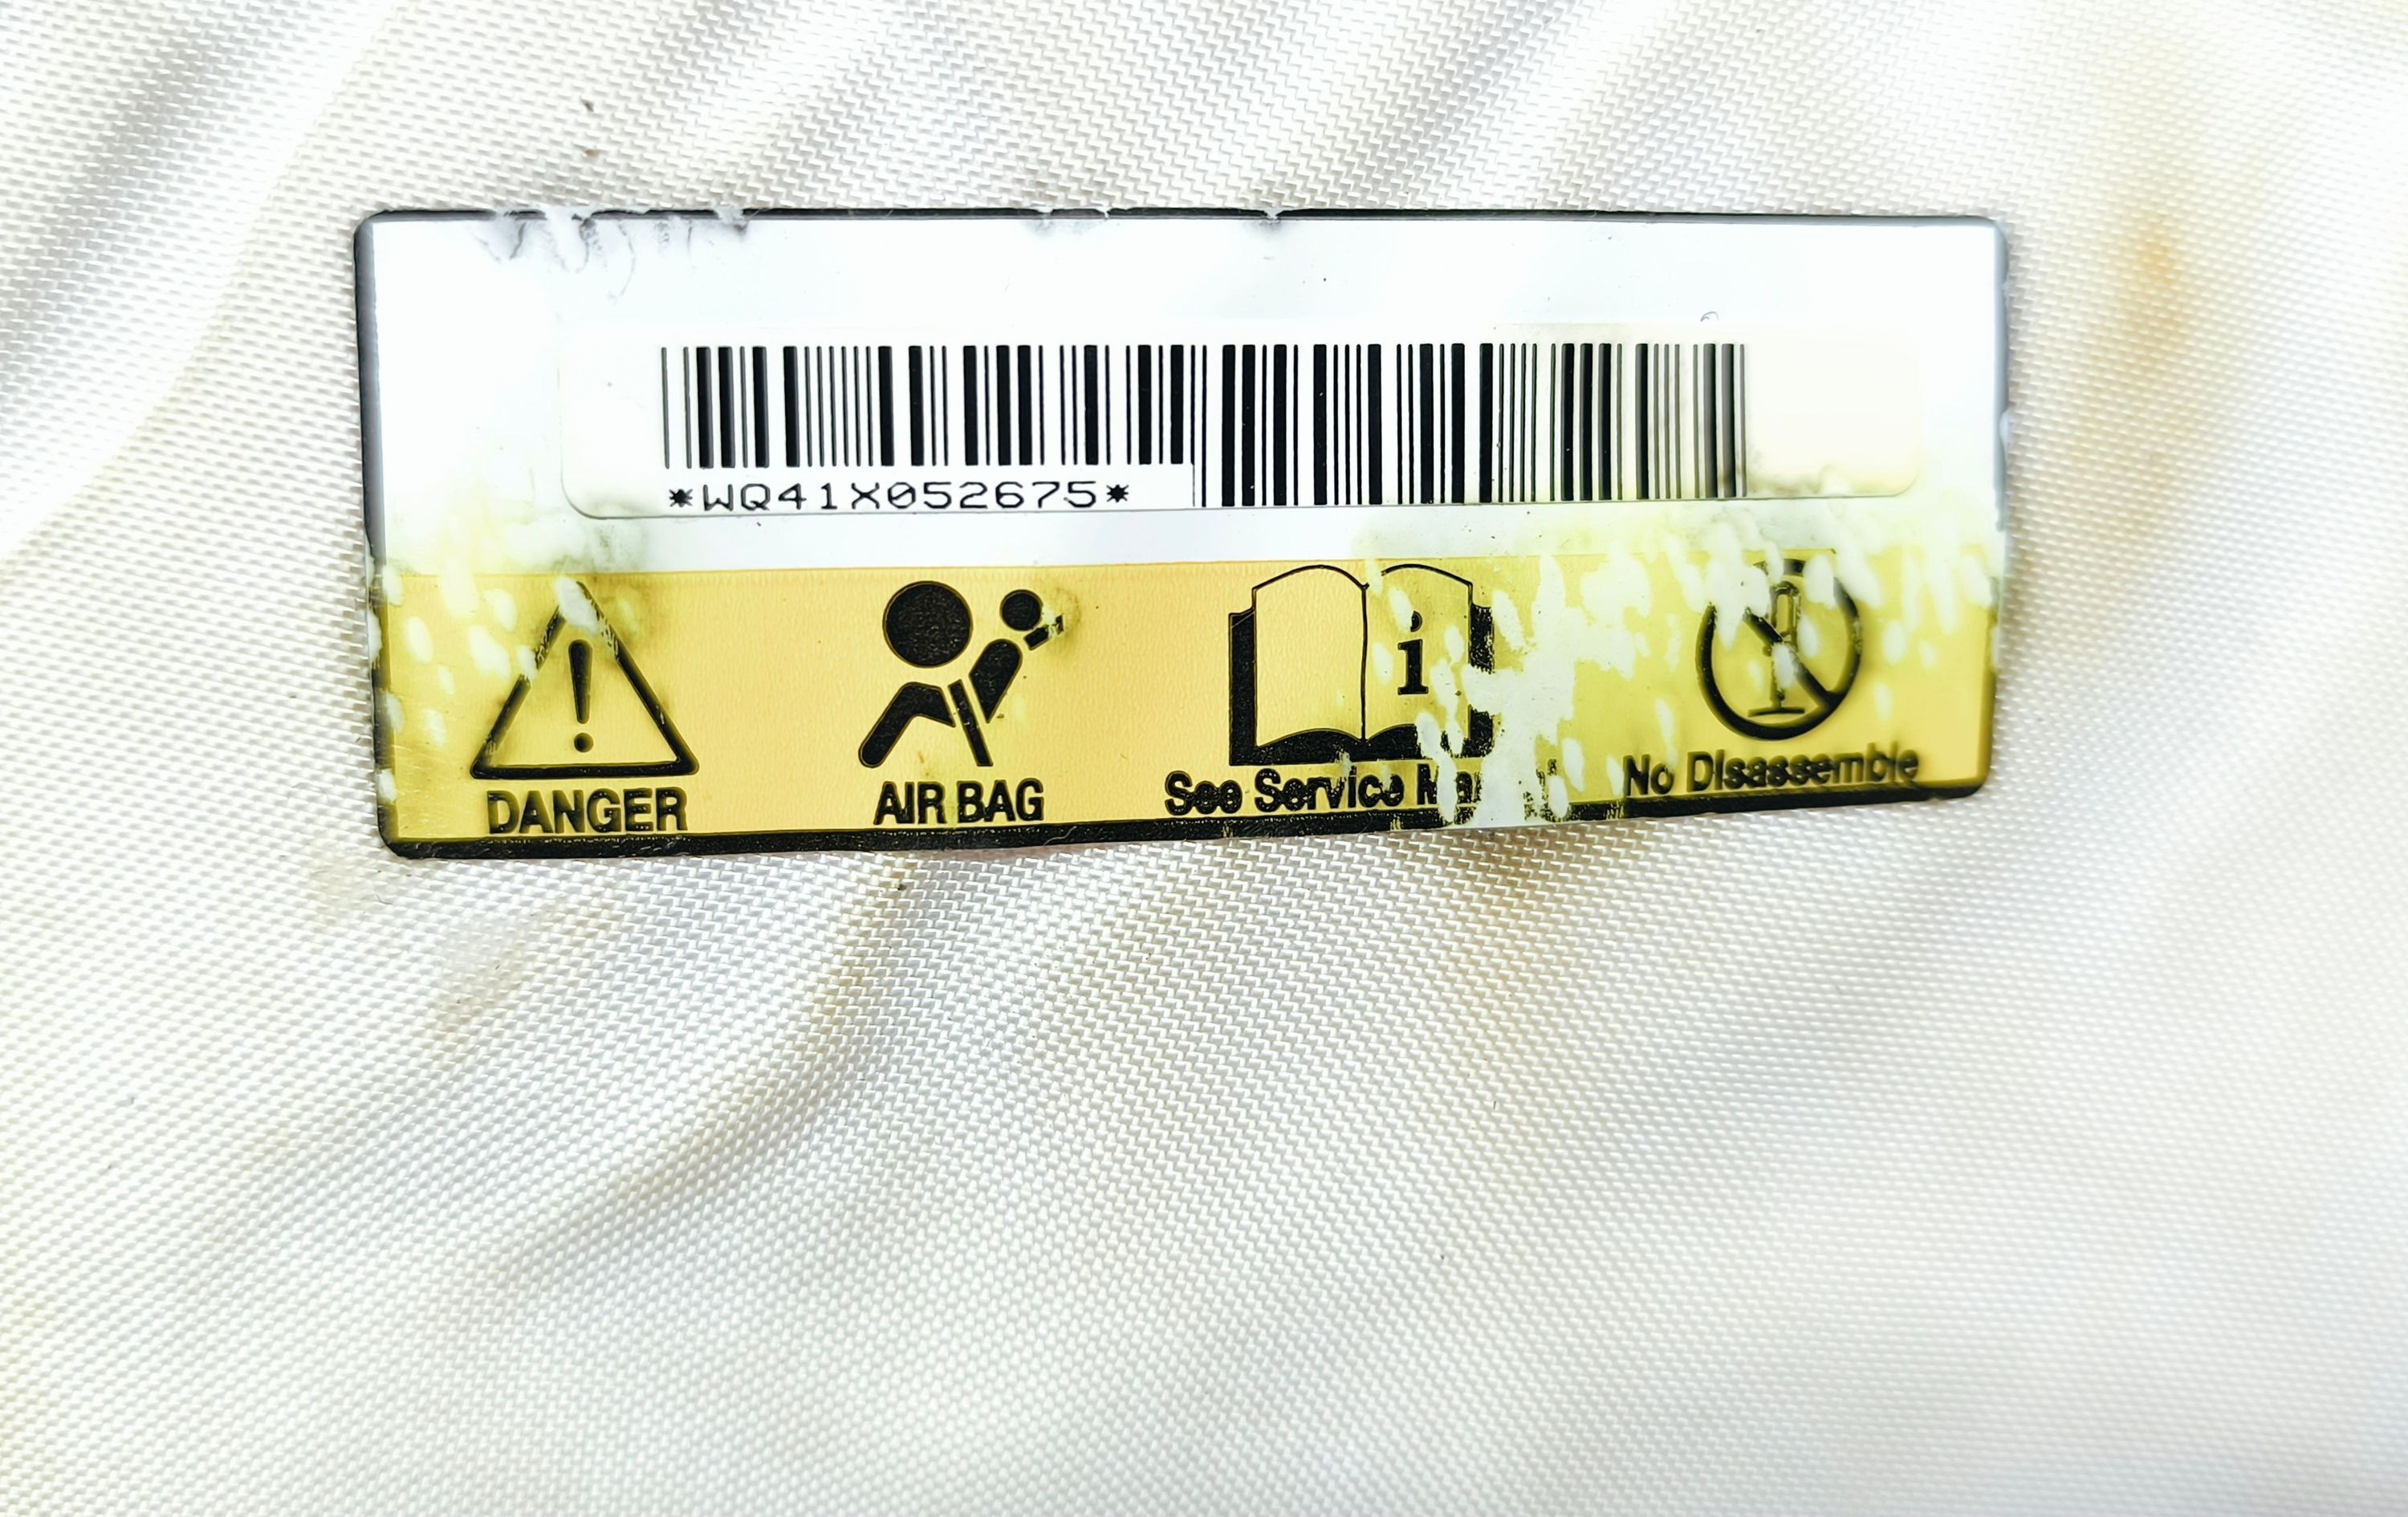 *WQ41X052675*
DANGER
AIR BAG
See Service
No Disassemble